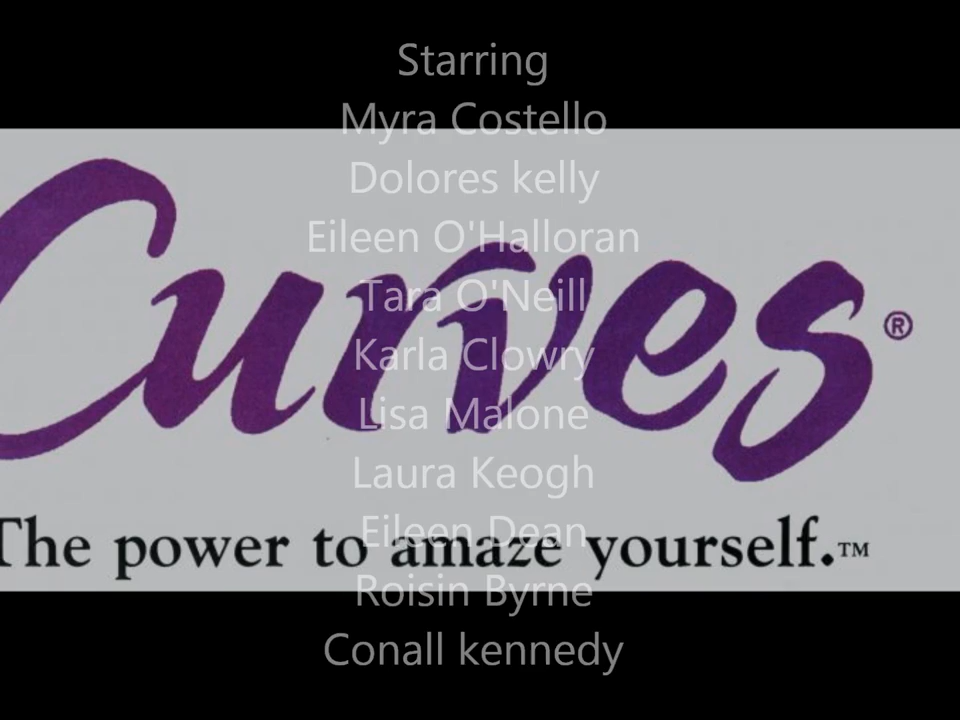 Starring
Myra Costello
Dolores kelly
Eileen O'Halloran
Tara O'Neill
Karla Clowry
Lisa Malone
Laura Keogh
Eileen Dean
Roisin Byrne
Conall kennedy
Curves®
The power to amaze yourself.™